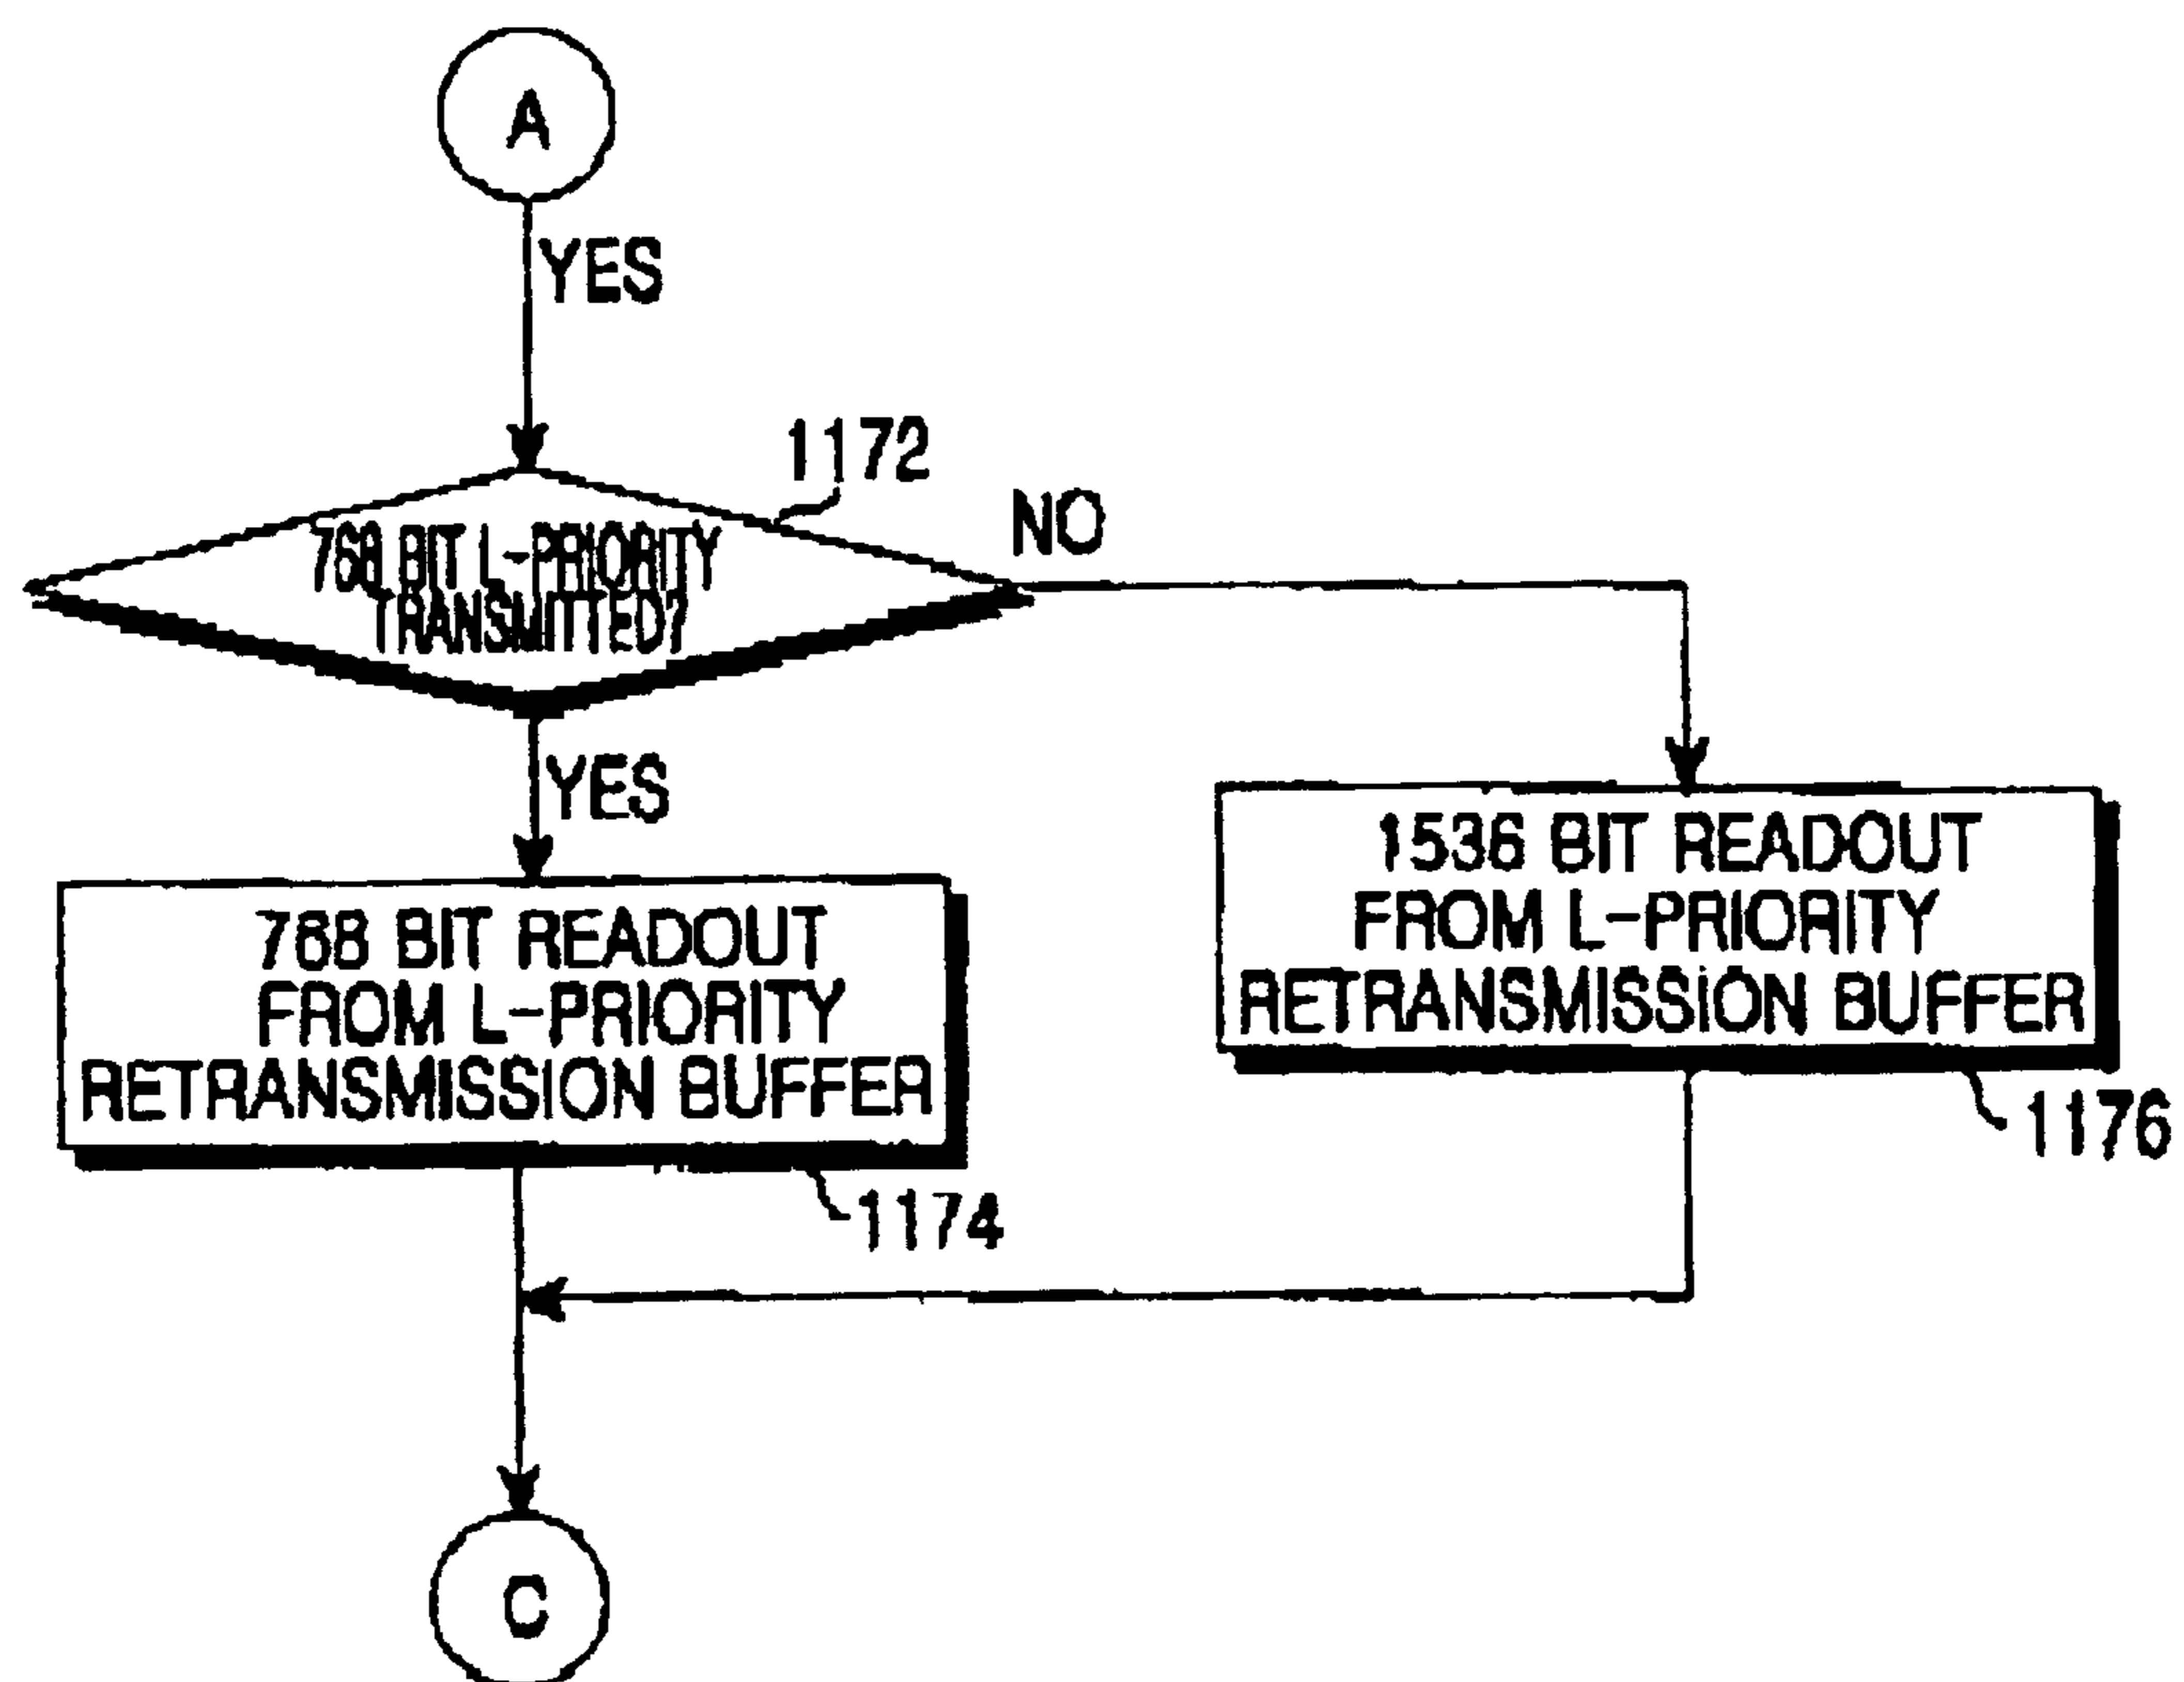 A
YES
1172
NO
768 BIT L-PRIORITY
TRANSMITTED?
YES
1536 BIT READOUT
FROM L-PRIORITY
RETRANSMISSION BUFFER
1176
768 BIT READOUT
FROM L-PRIORITY
RETRANSMISSION BUFFER
1174
C